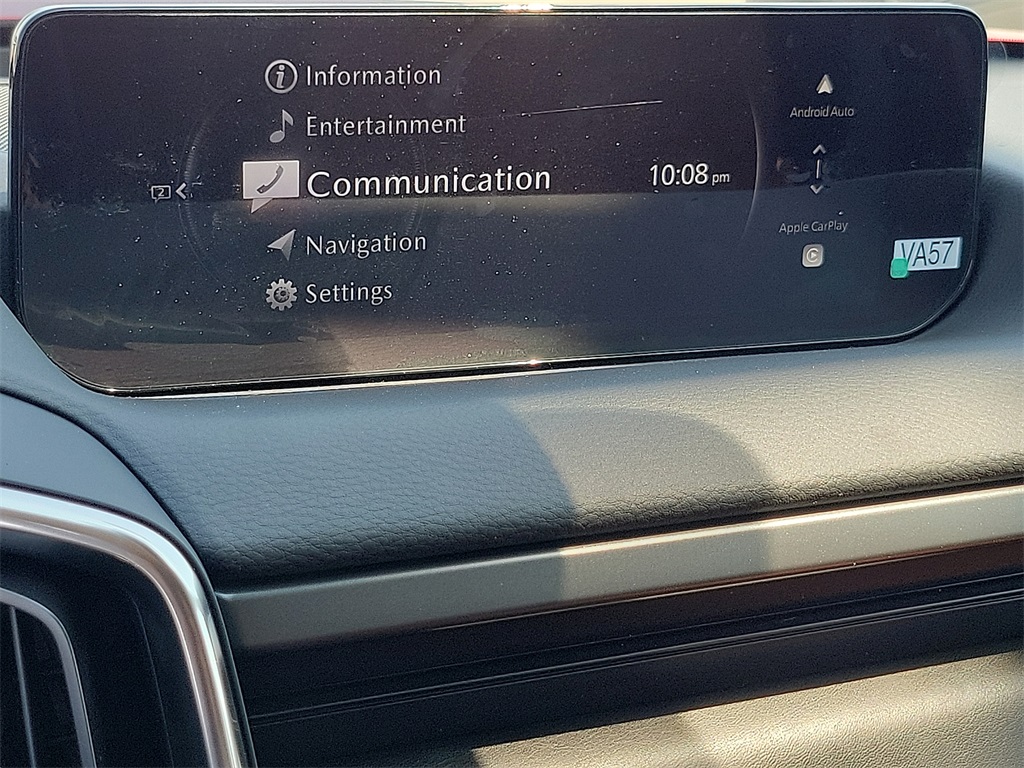 Information
Entertainment
2
Communication
10:08 pm
Navigation
Settings
Android Auto
Apple CarPlay
VA57